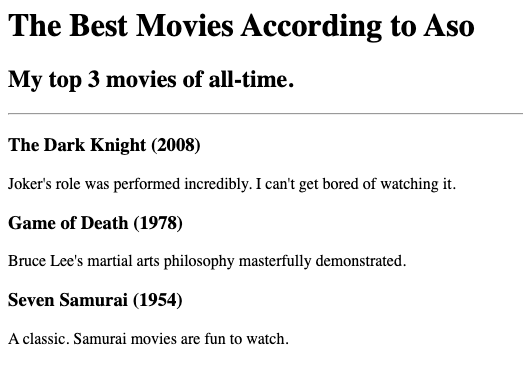 The Best Movies According to Aso
My top 3 movies of all-time.
The Dark Knight (2008)
Joker's role was performed incredibly. I can't get bored of watching it.
Game of Death (1978)
Bruce Lee's martial arts philosophy masterfully demonstrated.
Seven Samurai (1954)
A classic. Samurai movies are fun to watch.